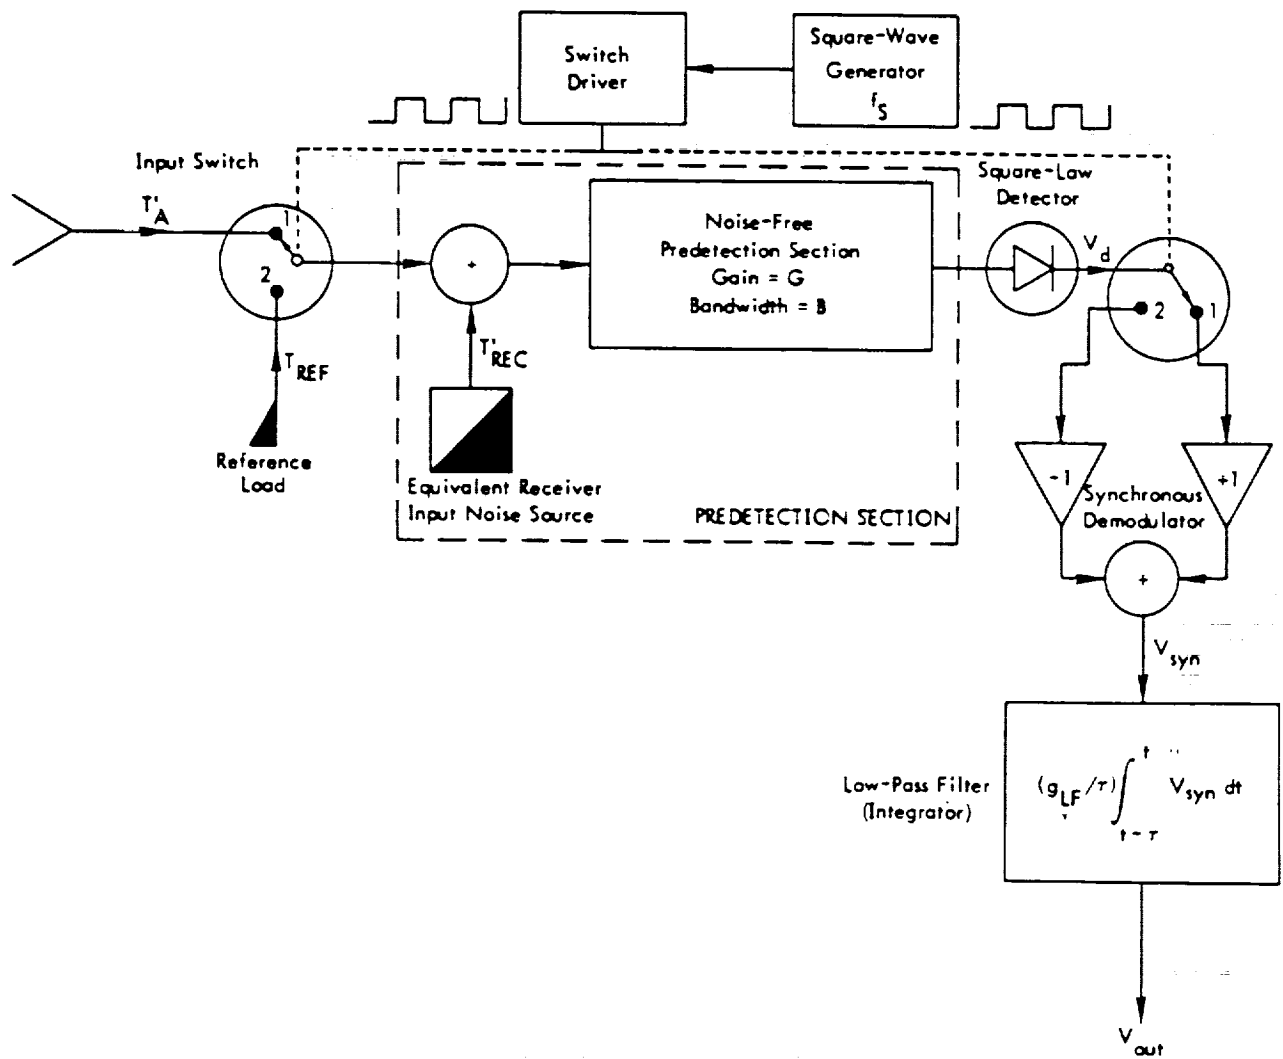 Switch
Driver
Square-Wave
Generator
f_S
Input Switch
T'_A
1
2
T_REF
Reference
Load
+
T'_REC
Equivalent Receiver
Input Noise Source
Noise-Free
Predetection Section
Gain = G
Bandwidth = B
PREDETECTION SECTION
Square-Law
Detector
V_d
2
1
-1
+1
Synchronous
Demodulator
+
V_syn
Low-Pass Filter
(Integrator)
(g_LF/τ) ∫_{t-τ}^{t} V_syn dt
V_out